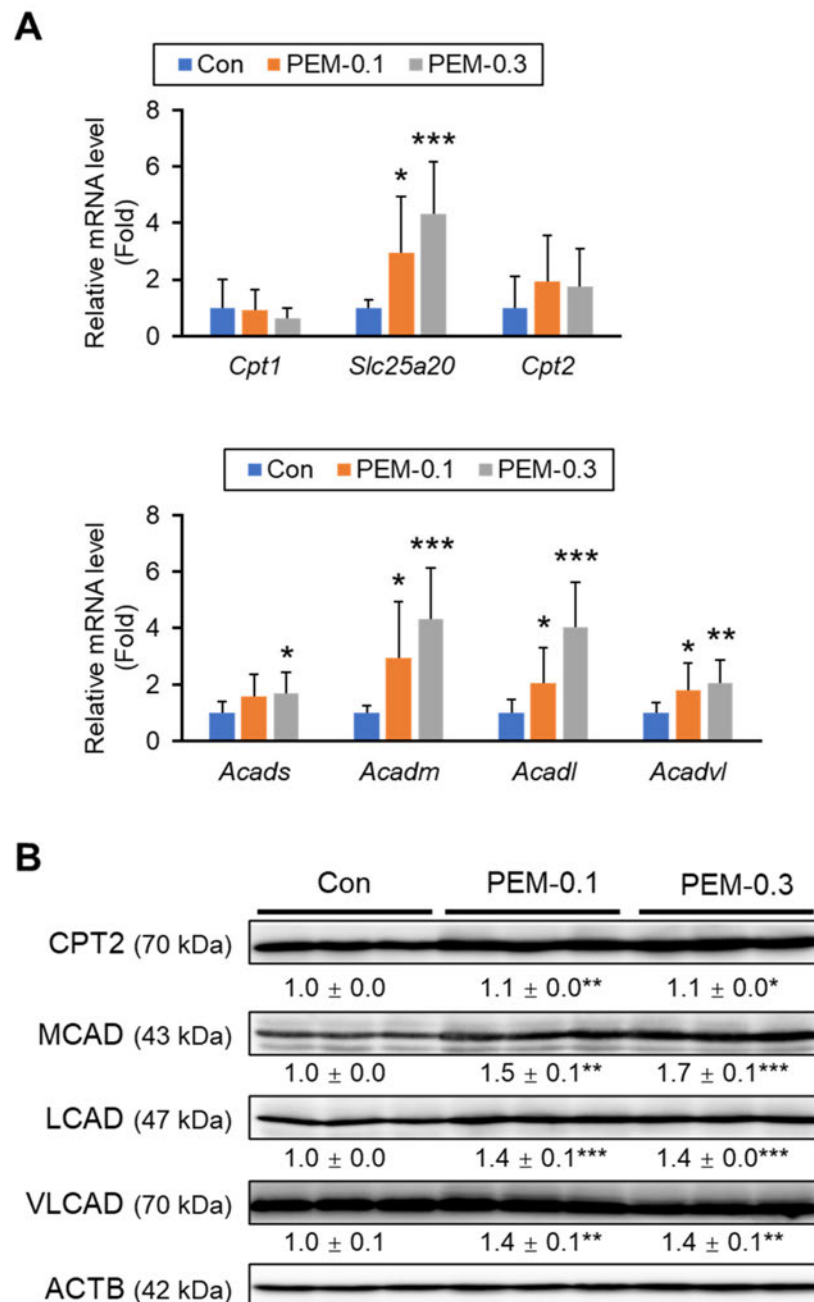 A
Con PEM-0.1 PEM-0.3
Relative mRNA level
(Fold)
8
6
4
2
0
* ***
Cpt1 Slc25a20 Cpt2
Con PEM-0.1 PEM-0.3
Relative mRNA level
(Fold)
8
6
4
2
0
* * *** * *** * **
Acads Acadm Acadl Acadvl
B
Con PEM-0.1 PEM-0.3
CPT2 (70 kDa)
1.0 ± 0.0 1.1 ± 0.0** 1.1 ± 0.0*
MCAD (43 kDa)
1.0 ± 0.0 1.5 ± 0.1** 1.7 ± 0.1***
LCAD (47 kDa)
1.0 ± 0.0 1.4 ± 0.1*** 1.4 ± 0.0***
VLCAD (70 kDa)
1.0 ± 0.1 1.4 ± 0.1** 1.4 ± 0.1**
ACTB (42 kDa)